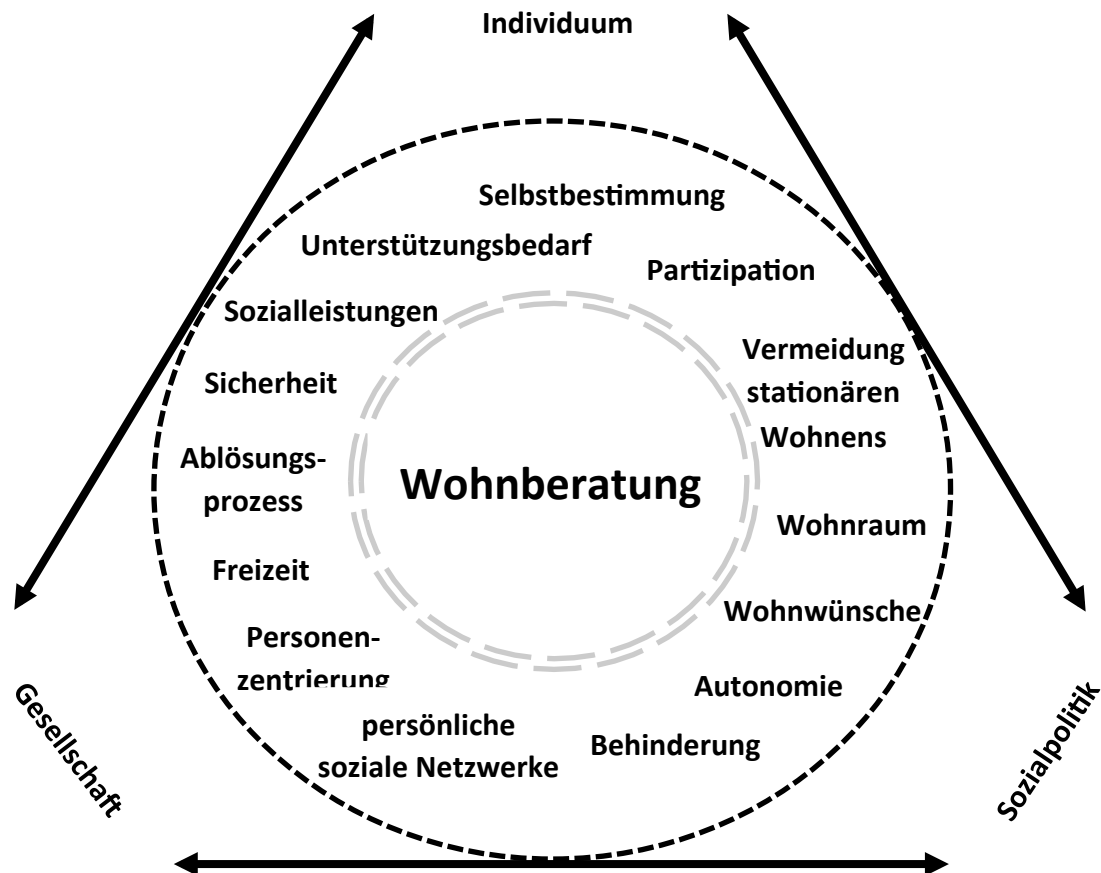 Individuum
Selbstbestimmung
Unterstützungsbedarf
Partizipation
Sozialleistungen
Vermeidung
stationären
Wohnens
Sicherheit
Ablösungs-
prozess
Wohnberatung
Wohnraum
Freizeit
Wohnwünsche
Personen-
zentrierung
Autonomie
persönliche
soziale Netzwerke
Behinderung
Gesellschaft
Sozialpolitik